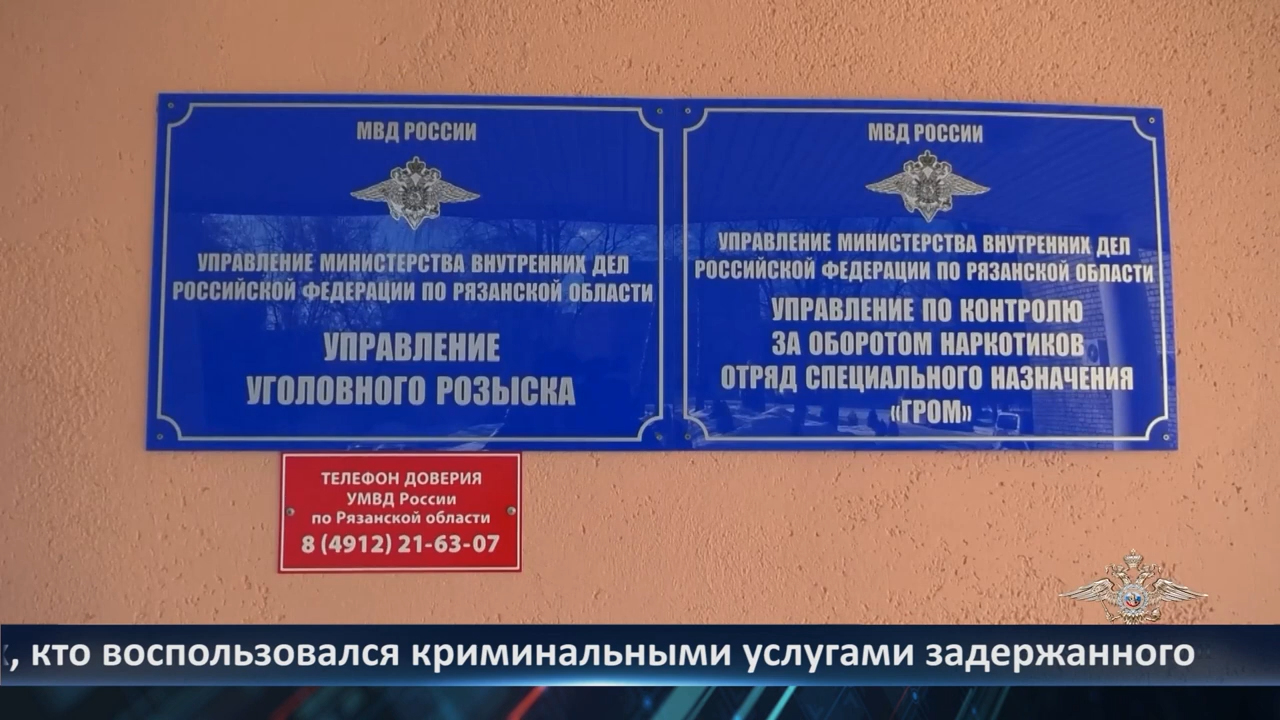 МВД РОССИИ
УПРАВЛЕНИЕ МИНИСТЕРСТВА ВНУТРЕННИХ ДЕЛ
РОССИЙСКОЙ ФЕДЕРАЦИИ ПО РЯЗАНСКОЙ ОБЛАСТИ
УПРАВЛЕНИЕ
УГОЛОВНОГО РОЗЫСКА
МВД РОССИИ
УПРАВЛЕНИЕ МИНИСТЕРСТВА ВНУТРЕННИХ ДЕЛ
РОССИЙСКОЙ ФЕДЕРАЦИИ ПО РЯЗАНСКОЙ ОБЛАСТИ
УПРАВЛЕНИЕ ПО КОНТРОЛЮ
ЗА ОБОРОТОМ НАРКОТИКОВ
ОТРЯД СПЕЦИАЛЬНОГО НАЗНАЧЕНИЯ
«ГРОМ»
ТЕЛЕФОН ДОВЕРИЯ
УМВД России
по Рязанской области
8 (4912) 21-63-07
, кто воспользовался криминальными услугами задержанного